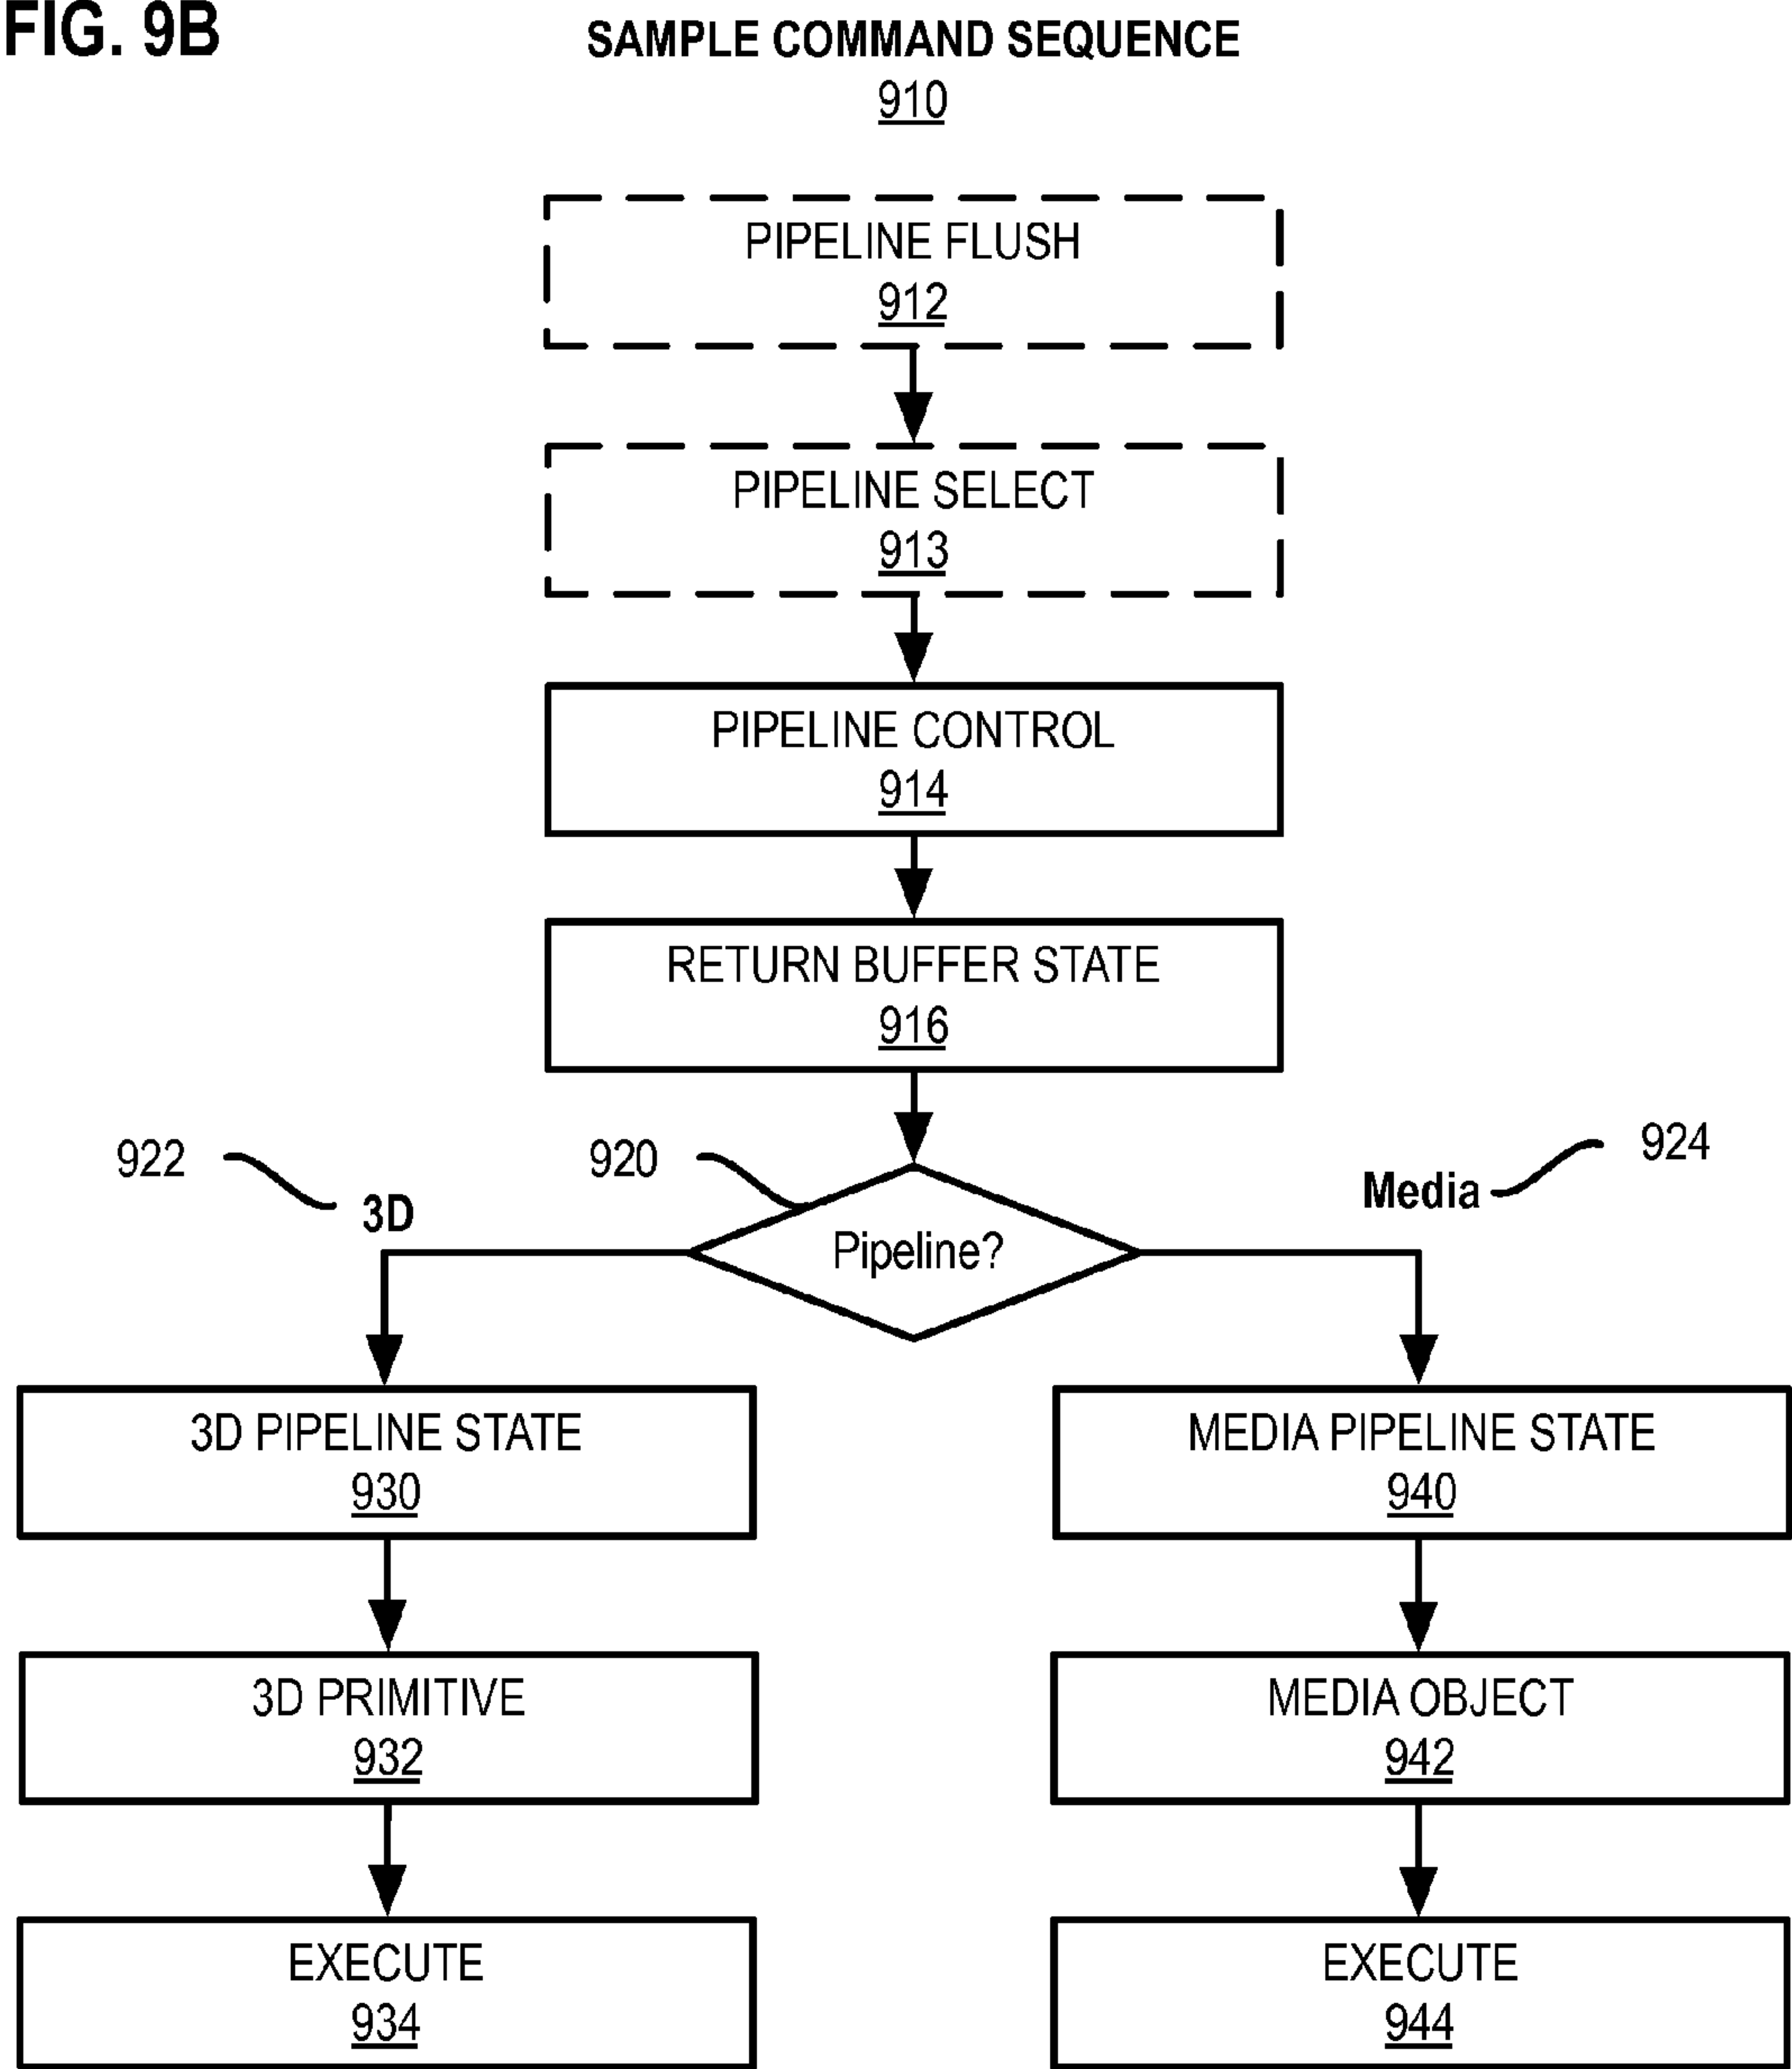 FIG. 9B
SAMPLE COMMAND SEQUENCE
910
PIPELINE FLUSH
912
PIPELINE SELECT
913
PIPELINE CONTROL
914
RETURN BUFFER STATE
916
922
920
924
3D
Media
Pipeline?
3D PIPELINE STATE
930
MEDIA PIPELINE STATE
940
3D PRIMITIVE
932
MEDIA OBJECT
942
EXECUTE
934
EXECUTE
944